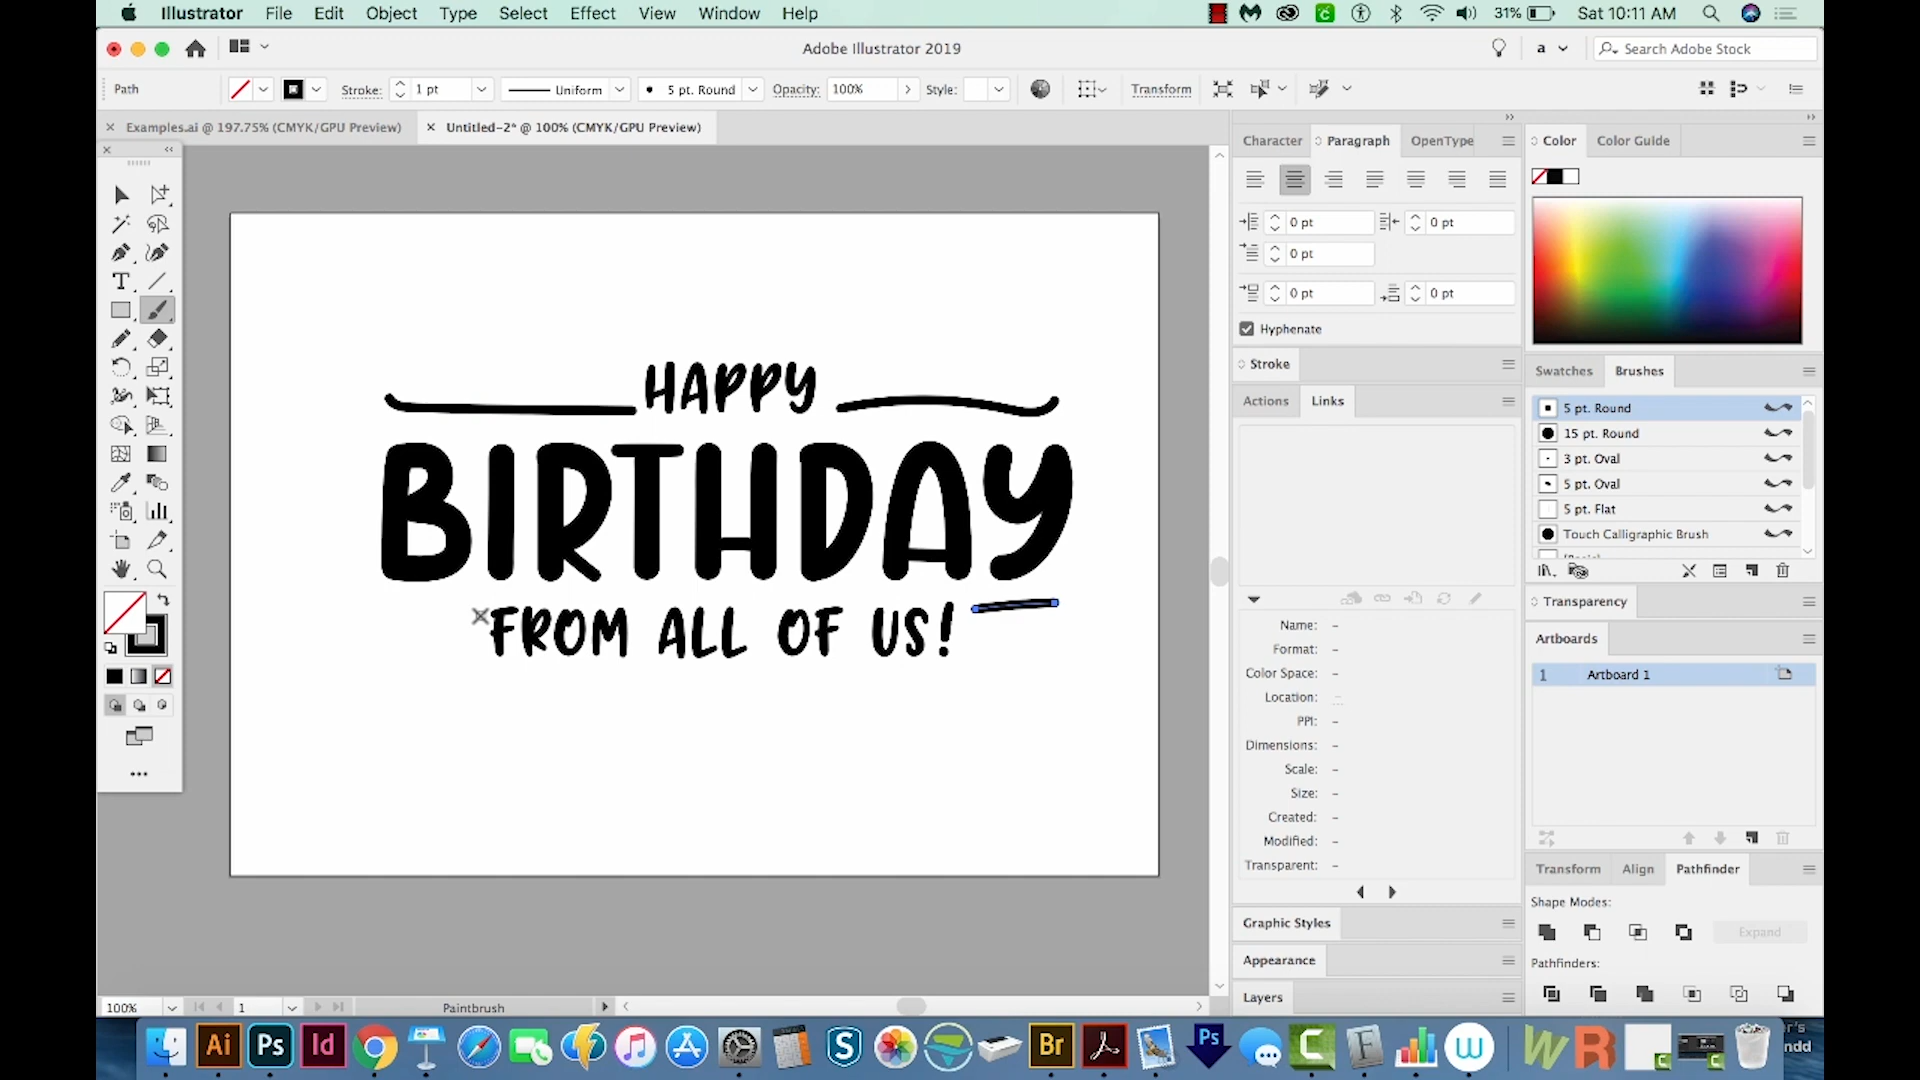 Illustrator File Edit Object Type Select Effect View Window Help 31% Sat 10:11 AM
Adobe Illustrator 2019 a Search Adobe Stock
Path Stroke: 1 pt Uniform 5 pt. Round Opacity: 100% Style: Transform
Examples.ai @ 197.75% (CMYK/GPU Preview) Untitled-2* @ 100% (CMYK/GPU Preview)
Character Paragraph OpenType Color Color Guide
0 pt 0 pt
0 pt
0 pt 0 pt
Hyphenate
Stroke Swatches Brushes
Actions Links
5 pt. Round
15 pt. Round
3 pt. Oval
5 pt. Oval
5 pt. Flat
Touch Calligraphic Brush
HAPPY
BIRTHDAY
FROM ALL OF US!
Transparency
Artboards
1 Artboard 1
Name: –
Format: –
Color Space: –
Location:
PPI: –
Dimensions: –
Scale: –
Size: –
Created: –
Modified: –
Transparent: –
Transform Align Pathfinder
Shape Modes:
Expand
Pathfinders:
Graphic Styles
Appearance
Layers
100% 1 Paintbrush
Ai Ps Id S Br Ps C F W W R
r's
ndd